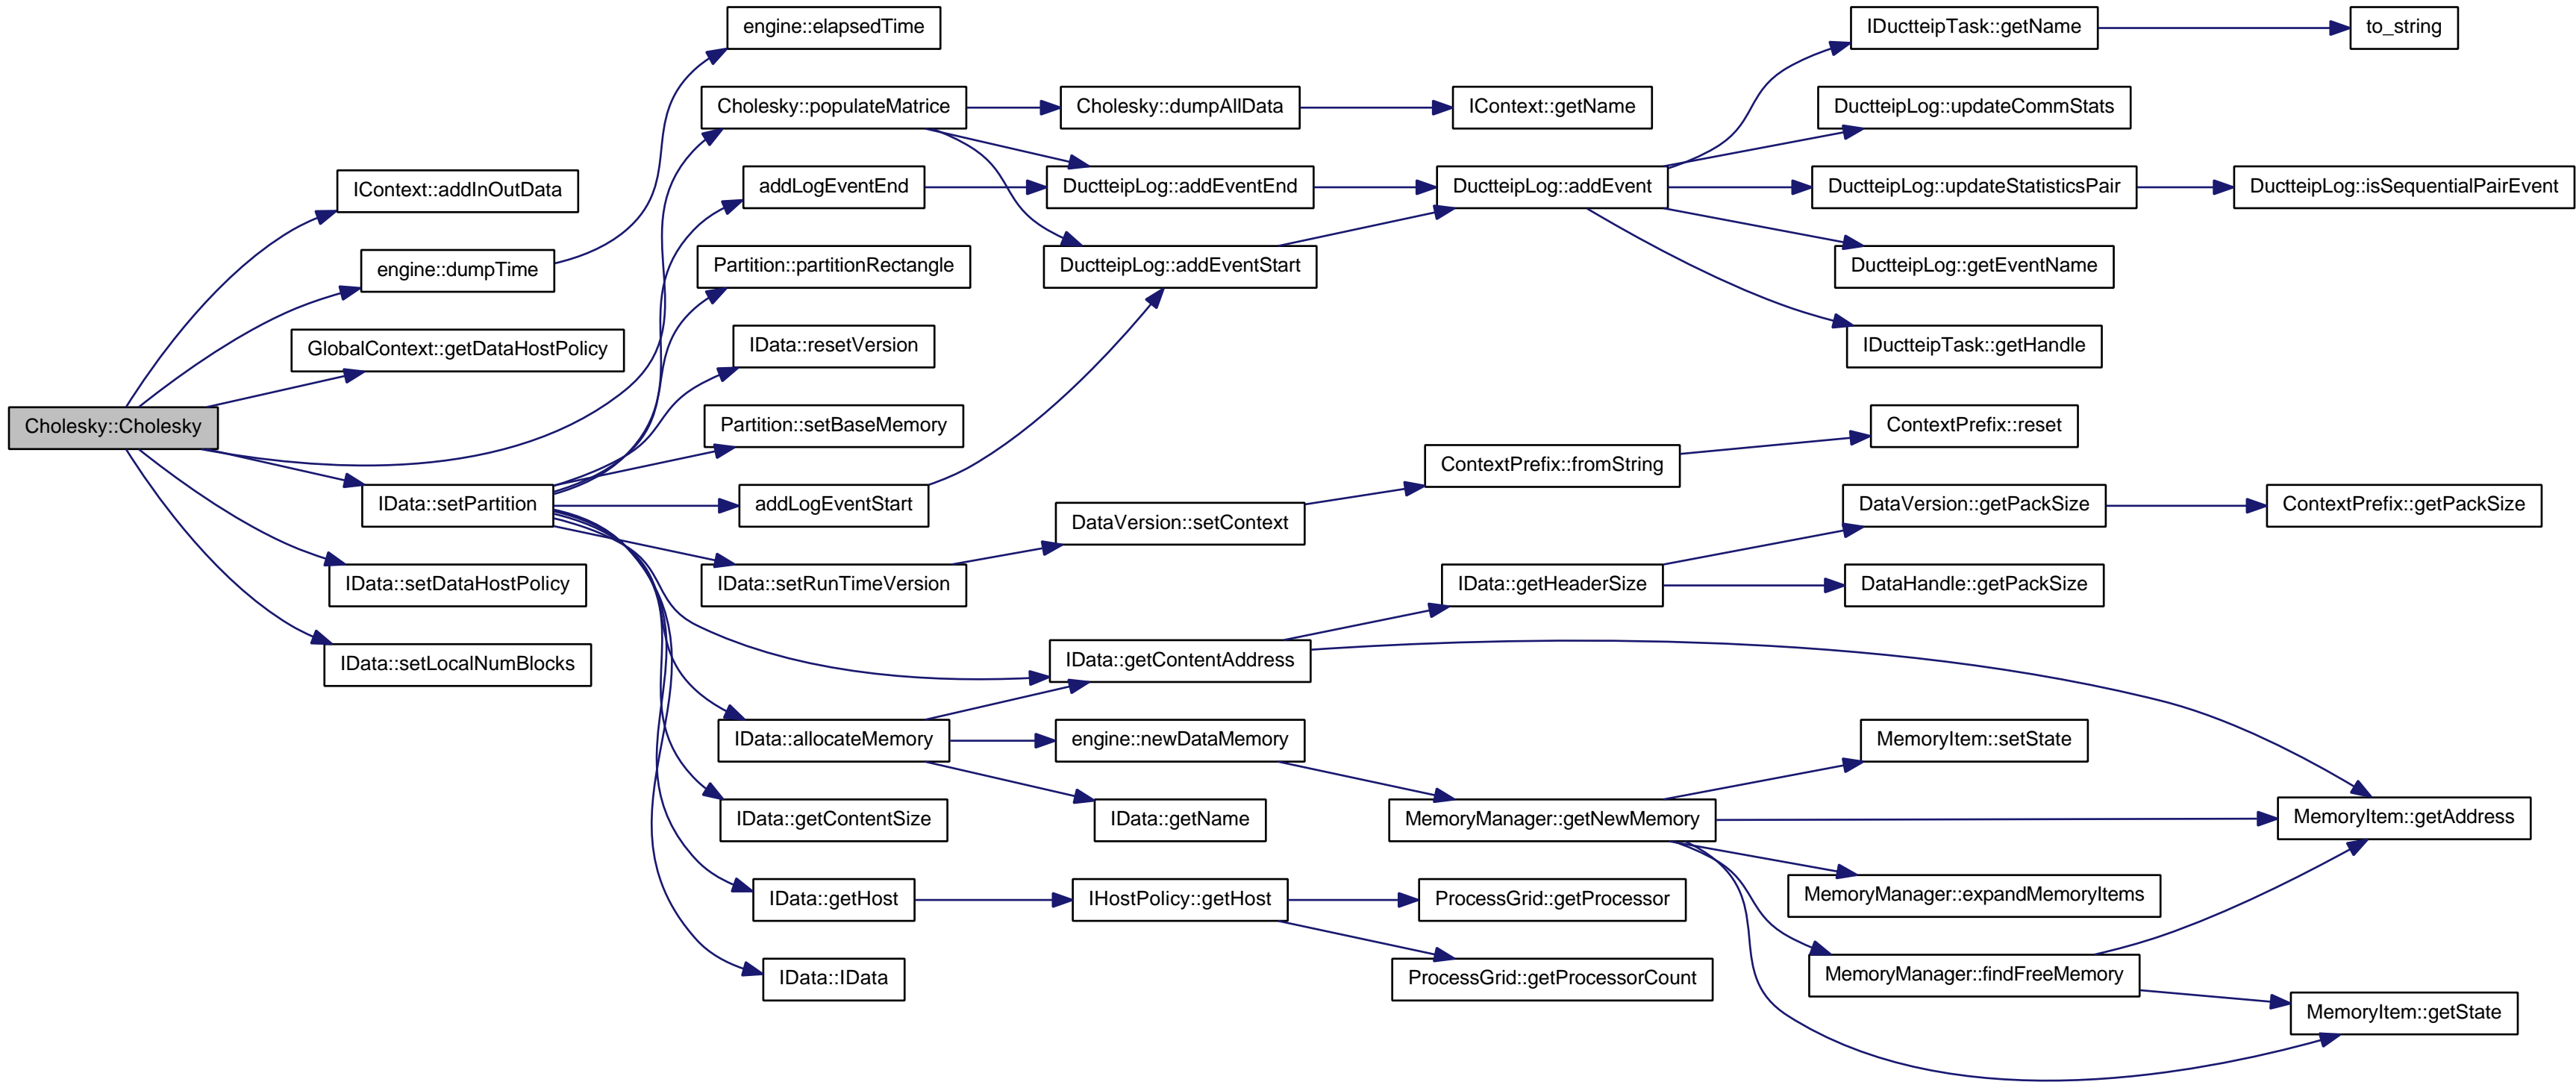 Cholesky::Cholesky
IContext::addInOutData
engine::dumpTime
GlobalContext::getDataHostPolicy
IData::setPartition
IData::setDataHostPolicy
IData::setLocalNumBlocks
engine::elapsedTime
Cholesky::populateMatrice
addLogEventEnd
Partition::partitionRectangle
IData::resetVersion
Partition::setBaseMemory
addLogEventStart
IData::setRunTimeVersion
IData::allocateMemory
IData::getContentSize
IData::getHost
IData::IData
Cholesky::dumpAllData
DuctteipLog::addEventEnd
DuctteipLog::addEventStart
DataVersion::setContext
IData::getContentAddress
engine::newDataMemory
IData::getName
IHostPolicy::getHost
IContext::getName
DuctteipLog::addEvent
ContextPrefix::fromString
IData::getHeaderSize
MemoryManager::getNewMemory
ProcessGrid::getProcessor
ProcessGrid::getProcessorCount
IDuctteipTask::getName
DuctteipLog::updateCommStats
DuctteipLog::updateStatisticsPair
DuctteipLog::getEventName
IDuctteipTask::getHandle
ContextPrefix::reset
DataVersion::getPackSize
DataHandle::getPackSize
MemoryItem::setState
MemoryManager::expandMemoryItems
MemoryManager::findFreeMemory
to_string
DuctteipLog::isSequentialPairEvent
ContextPrefix::getPackSize
MemoryItem::getAddress
MemoryItem::getState